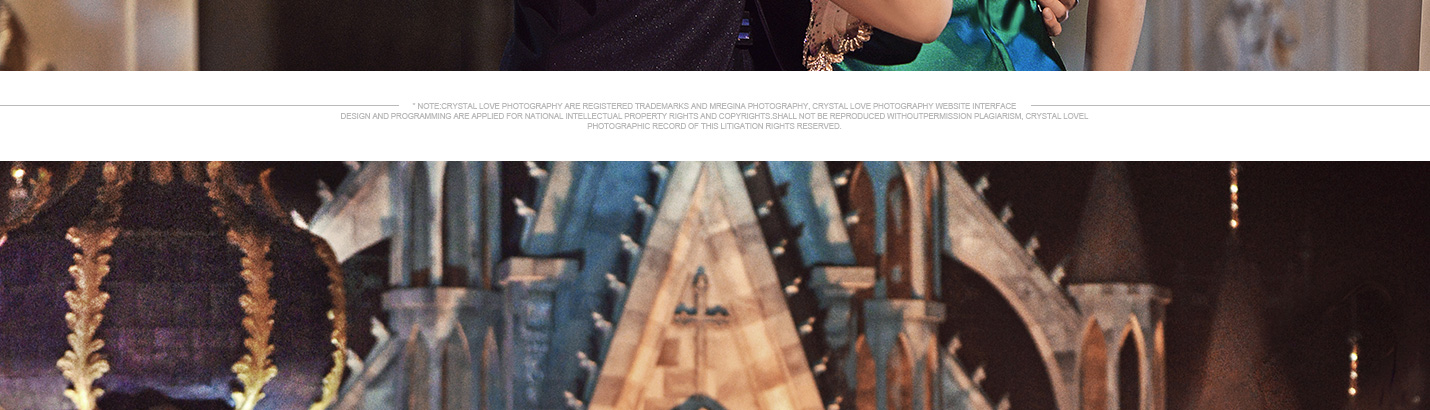 * NOTE:CRYSTAL LOVE PHOTOGRAPHY ARE REGISTERED TRADEMARKS AND MREGINA PHOTOGRAPHY, CRYSTAL LOVE PHOTOGRAPHY WEBSITE INTERFACE
DESIGN AND PROGRAMMING ARE APPLIED FOR NATIONAL INTELLECTUAL PROPERTY RIGHTS AND COPYRIGHTS.SHALL NOT BE REPRODUCED WITHOUTPERMISSION PLAGIARISM, CRYSTAL LOVEL
PHOTOGRAPHIC RECORD OF THIS LITIGATION RIGHTS RESERVED.